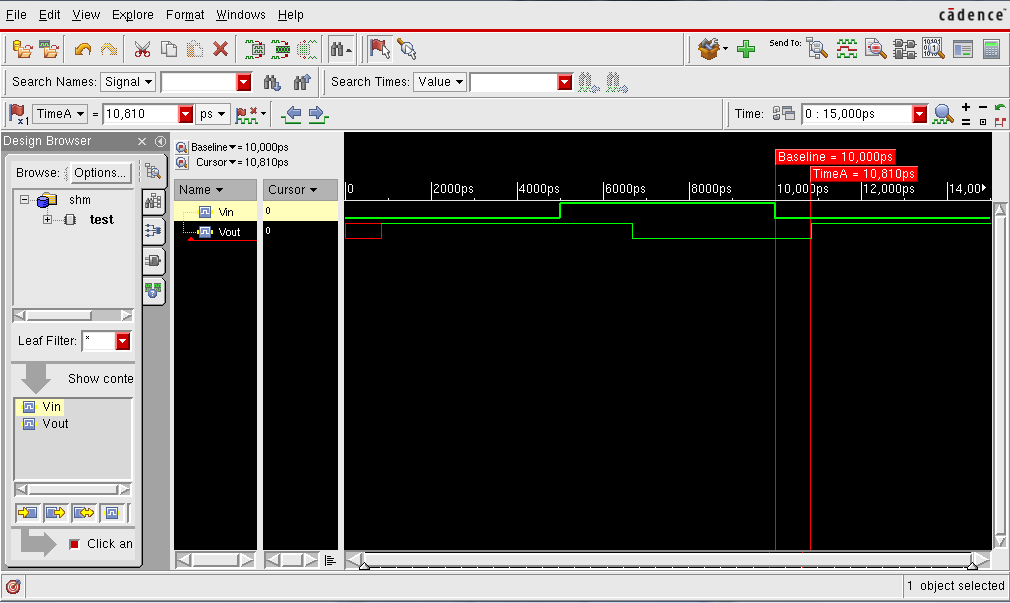 File Edit View Explore Format Windows Help
cādence
Send To:
Search Names: Signal
Search Times: Value
x1 TimeA = 10,810 ps
Time: 0 : 15,000ps
Design Browser
Browse: Options...
shm
test
Leaf Filter: *
Show conte
Vin
Vout
Click an
Baseline = 10,000ps
Cursor = 10,810ps
Name Cursor
Vin 0
Vout 0
Baseline = 10,000ps
TimeA = 10,810ps
0 2000ps 4000ps 6000ps 8000ps 10,000ps 12,000ps 14,00
1 object selected